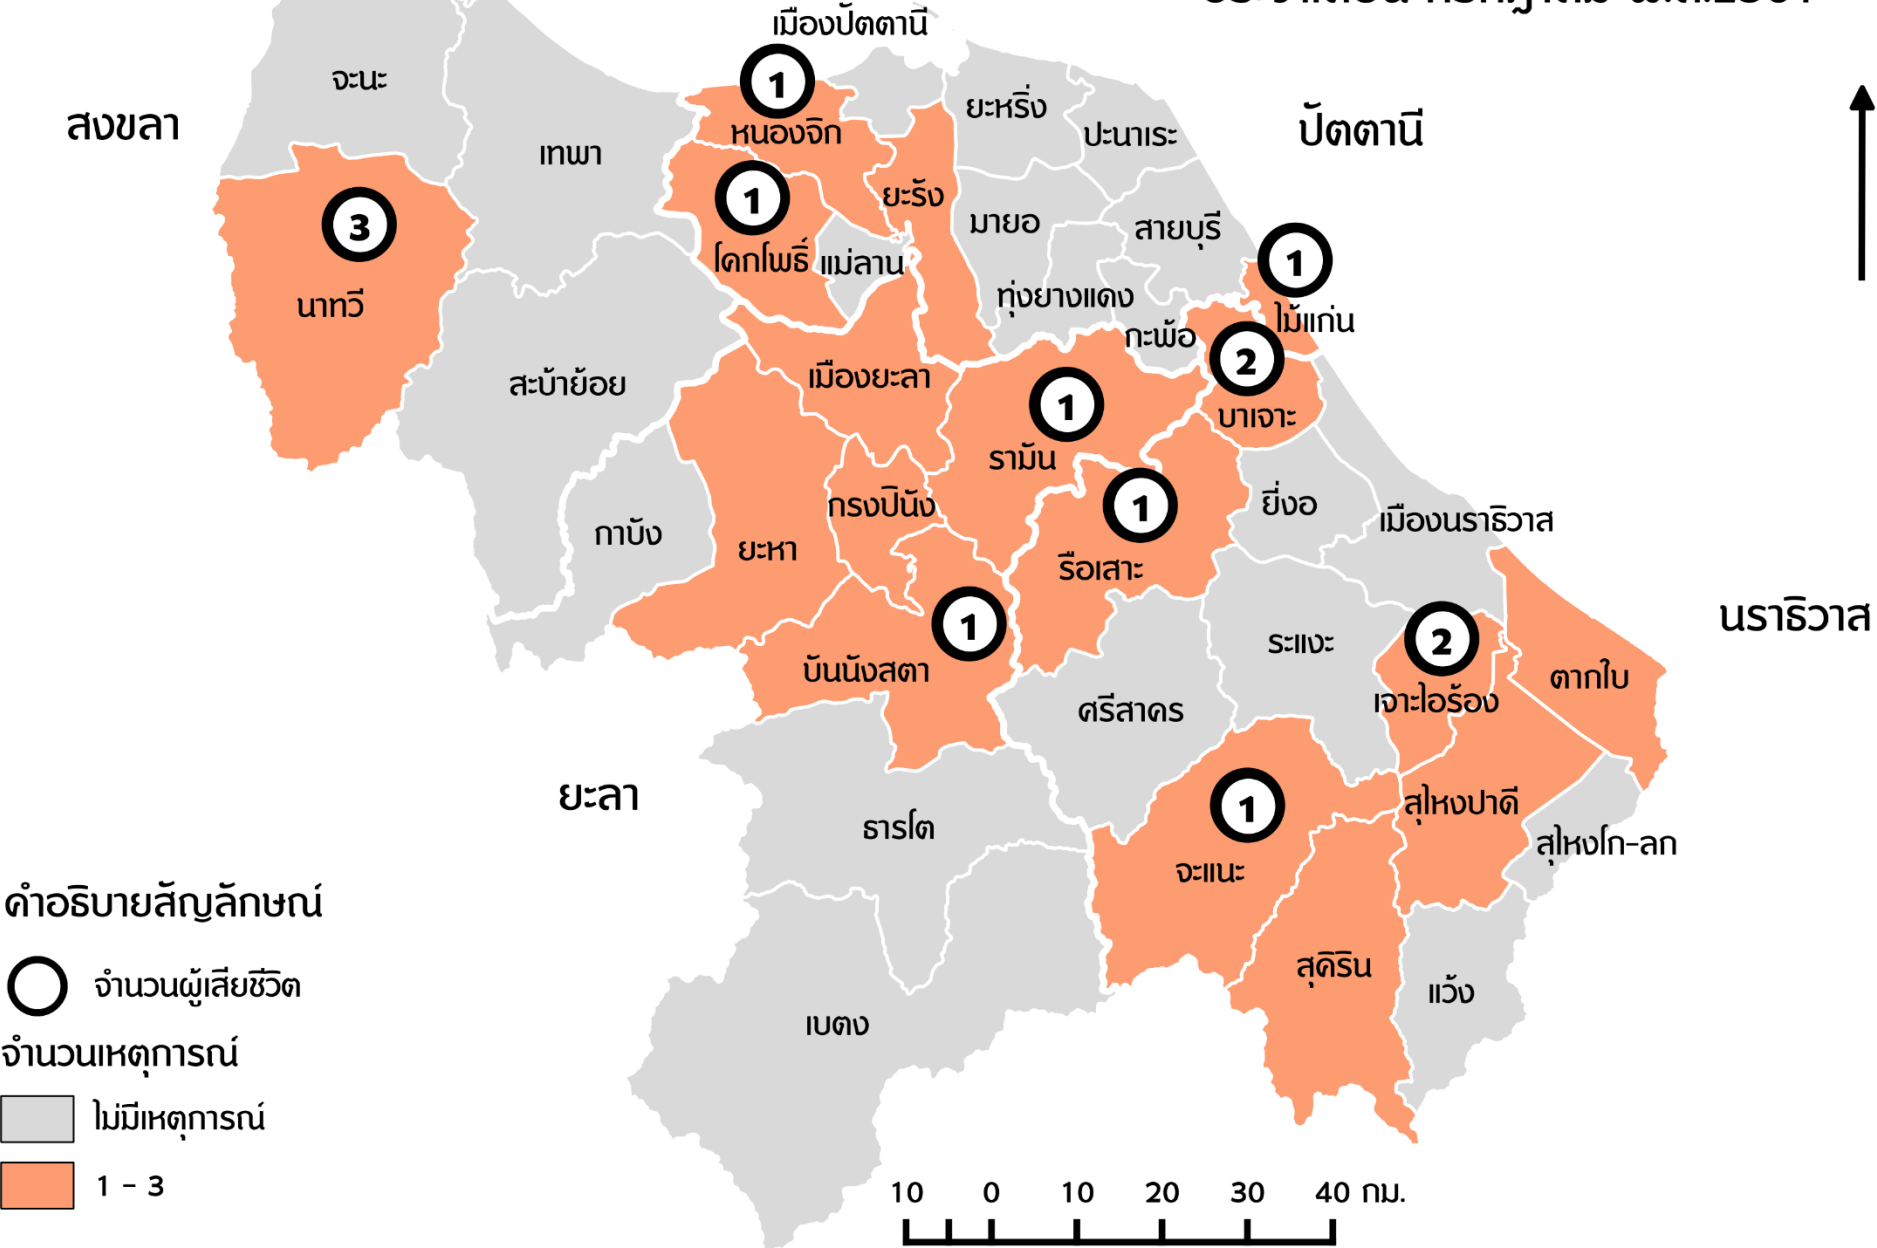 เมืองปัตตานี
จะนะ
1
ยะหริ่ง
สงขลา
หนองจิก
ปะนาเระ
ปัตตานี
เทพา
3
1
ยะรัง
มายอ
สายบุรี
โคกโพธิ์
แม่ลาน
1
นาทวี
ทุ่งยางแดง
ไม้แก่น
กะพ้อ
2
สะบ้าย้อย
เมืองยะลา
1
บาเจาะ
รามัน
กรงปินัง
1
ยี่งอ
เมืองนราธิวาส
กาบัง
ยะหา
รือเสาะ
นราธิวาส
1
ระแงะ
2
บันนังสตา
ตากใบ
ศรีสาคร
เจาะไอร้อง
ยะลา
1
สุไหงปาดี
ธารโต
สุไหงโก-ลก
จะแนะ
คำอธิบายสัญลักษณ์
สุคิริน
จำนวนผู้เสียชีวิต
แว้ง
เบตง
จำนวนเหตุการณ์
ไม่มีเหตุการณ์
1 - 3
10 0 10 20 30 40 กม.